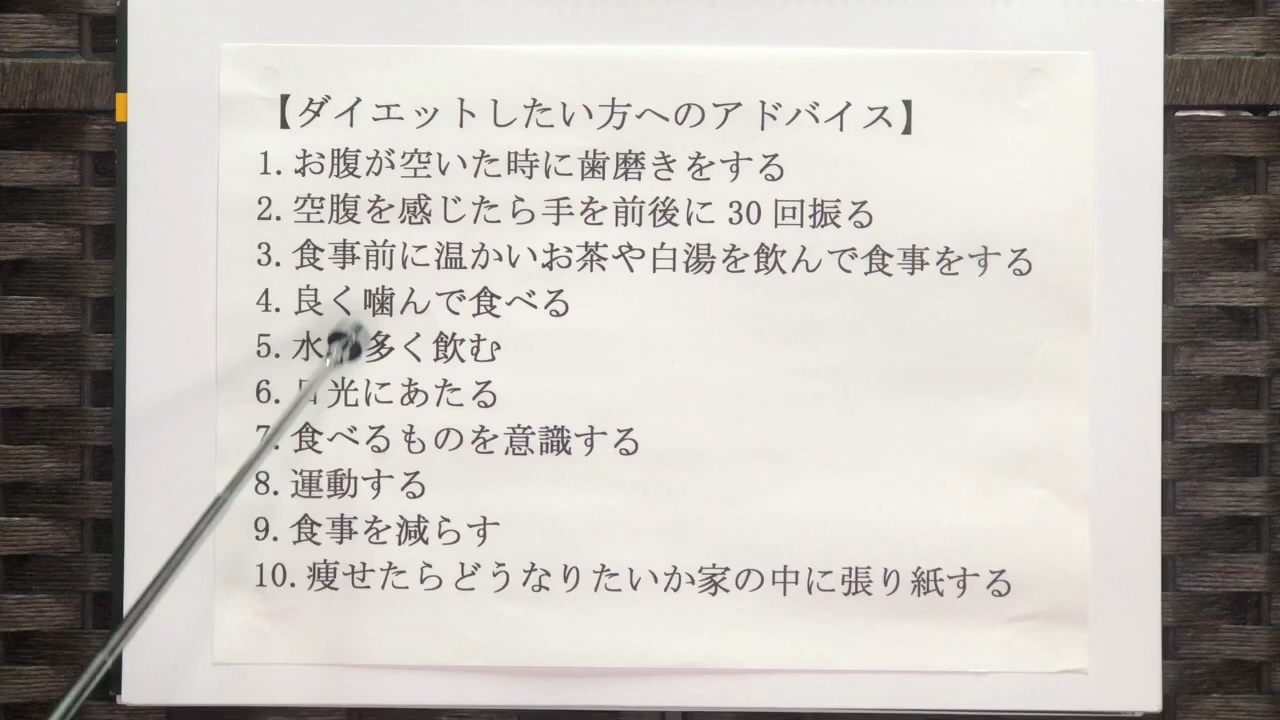 【ダイエットしたい方へのアドバイス】
1. お腹が空いた時に歯磨きをする
2. 空腹を感じたら手を前後に 30 回振る
3. 食事前に温かいお茶や白湯を飲んで食事をする
4. 良く噛んで食べる
5. 水 多く飲む
6. 日光にあたる
7. 食べるものを意識する
8. 運動する
9. 食事を減らす
10. 痩せたらどうなりたいか家の中に張り紙する